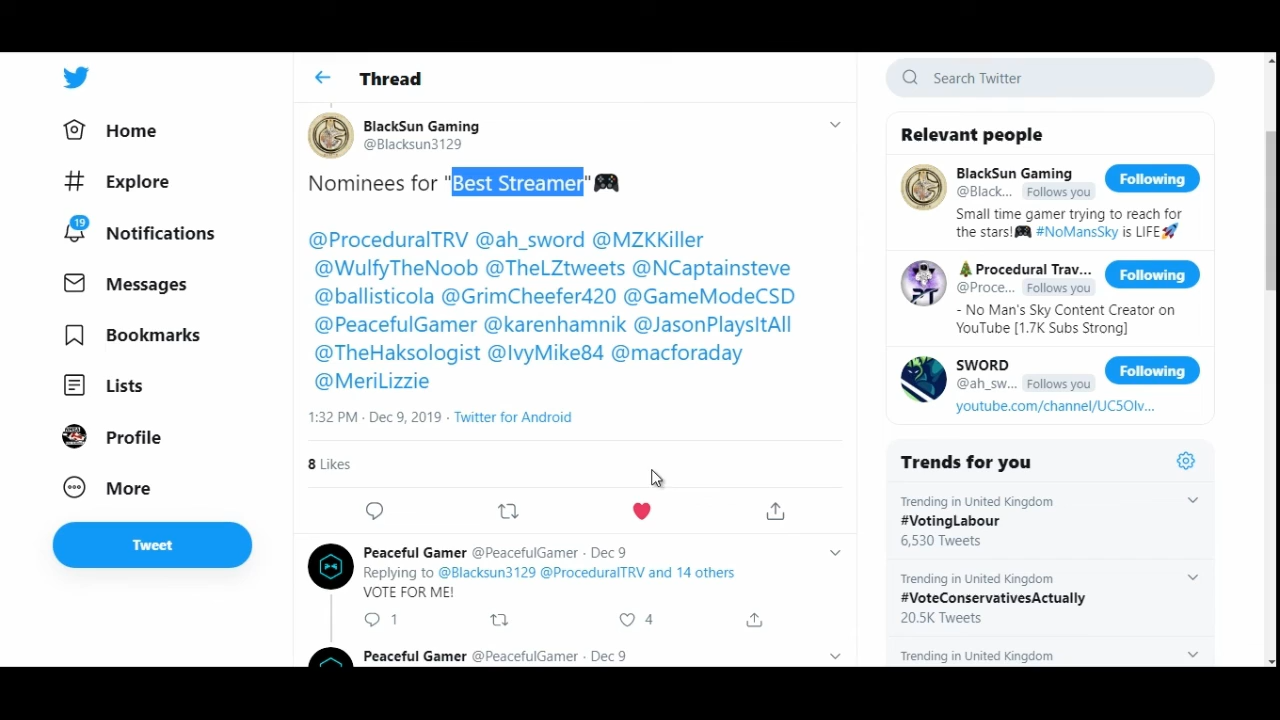 Home
Explore
19
Notifications
Messages
Bookmarks
Lists
Profile
More
Tweet
Thread
BlackSun Gaming
@Blacksun3129
Nominees for "Best Streamer"🎮
@ProceduralTRV @ah_sword @MZKKiller
@WulfyTheNoob @TheLZtweets @NCaptainsteve
@ballisticola @GrimCheefer420 @GameModeCSD
@PeacefulGamer @karenhamnik @JasonPlaysItAll
@TheHaksologist @IvyMike84 @macforaday
@MeriLizzie
1:32 PM · Dec 9, 2019 · Twitter for Android
8 Likes
Peaceful Gamer @PeacefulGamer · Dec 9
Replying to @Blacksun3129 @ProceduralTRV and 14 others
VOTE FOR ME!
1 4
Peaceful Gamer @PeacefulGamer · Dec 9
Search Twitter
Relevant people
BlackSun Gaming
@Black... Follows you
Following
Small time gamer trying to reach for
the stars!🎮 #NoMansSky is LIFE🚀
🎄Procedural Trav...
@Proce... Follows you
Following
PT
- No Man's Sky Content Creator on
YouTube [1.7K Subs Strong]
SWORD
@ah_sw... Follows you
Following
youtube.com/channel/UC5Olv...
Trends for you
Trending in United Kingdom
#VotingLabour
6,530 Tweets
Trending in United Kingdom
#VoteConservativesActually
20.5K Tweets
Trending in United Kingdom